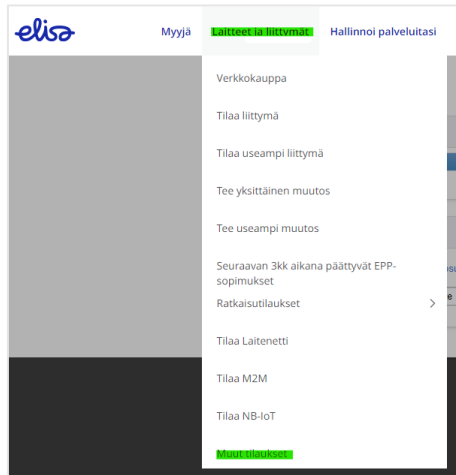 elisa
Myyjä
Laitteet ja liittymät
Hallinnoi palveluitasi
Verkkokauppa
Tilaa liittymä
Tilaa useampi liittymä
Tee yksittäinen muutos
Tee useampi muutos
Seuraavan 3kk aikana päättyvät EPP-
sopimukset
Ratkaisutilaukset
Tilaa Laitenetti
Tilaa M2M
Tilaa NB-IoT
Muut tilaukset